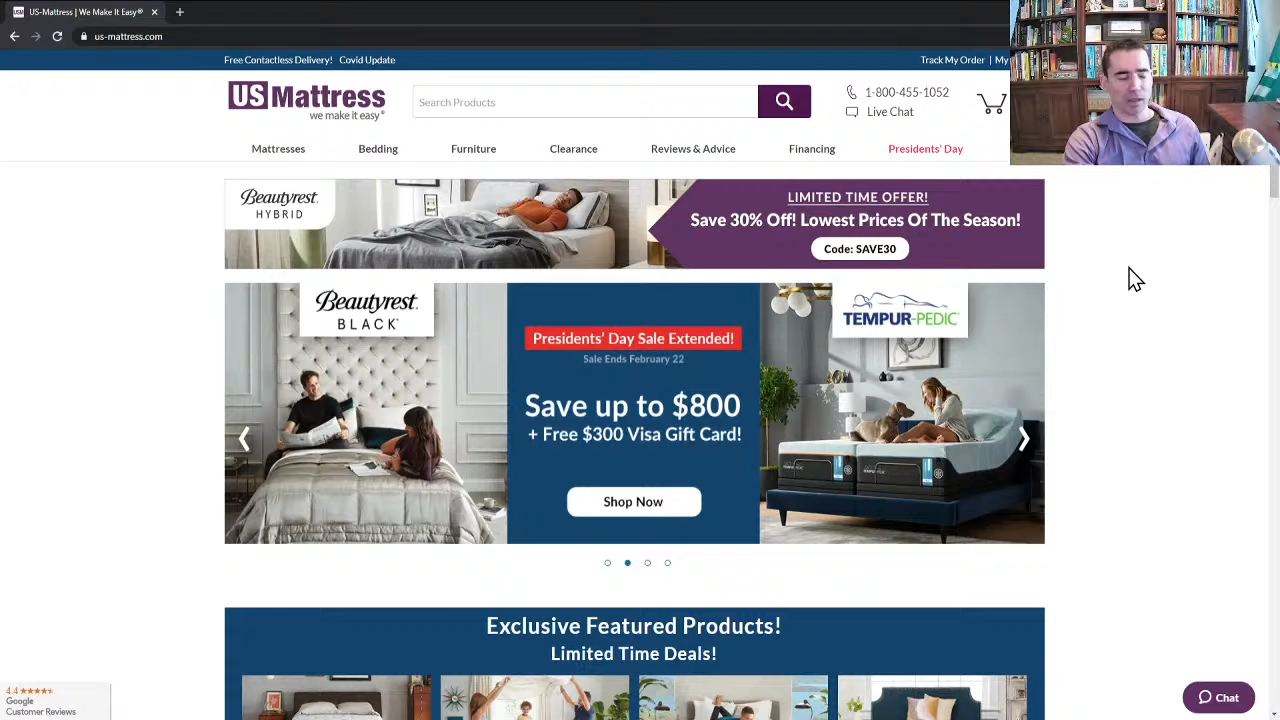 US-Mattress | We Make It Easy®
us-mattress.com
Free Contactless Delivery! Covid Update
Track My Order | My
US Mattress
we make it easy®
Search Products
1-800-455-1052
Live Chat
Mattresses Bedding Furniture Clearance Reviews & Advice Financing Presidents' Day
Beautyrest
HYBRID
LIMITED TIME OFFER!
Save 30% Off! Lowest Prices Of The Season!
Code: SAVE30
Beautyrest
BLACK
Presidents' Day Sale Extended!
Sale Ends February 22
Save up to $800
+ Free $300 Visa Gift Card!
Shop Now
TEMPUR-PEDIC
Exclusive Featured Products!
Limited Time Deals!
4.4
Google
Customer Reviews
Chat